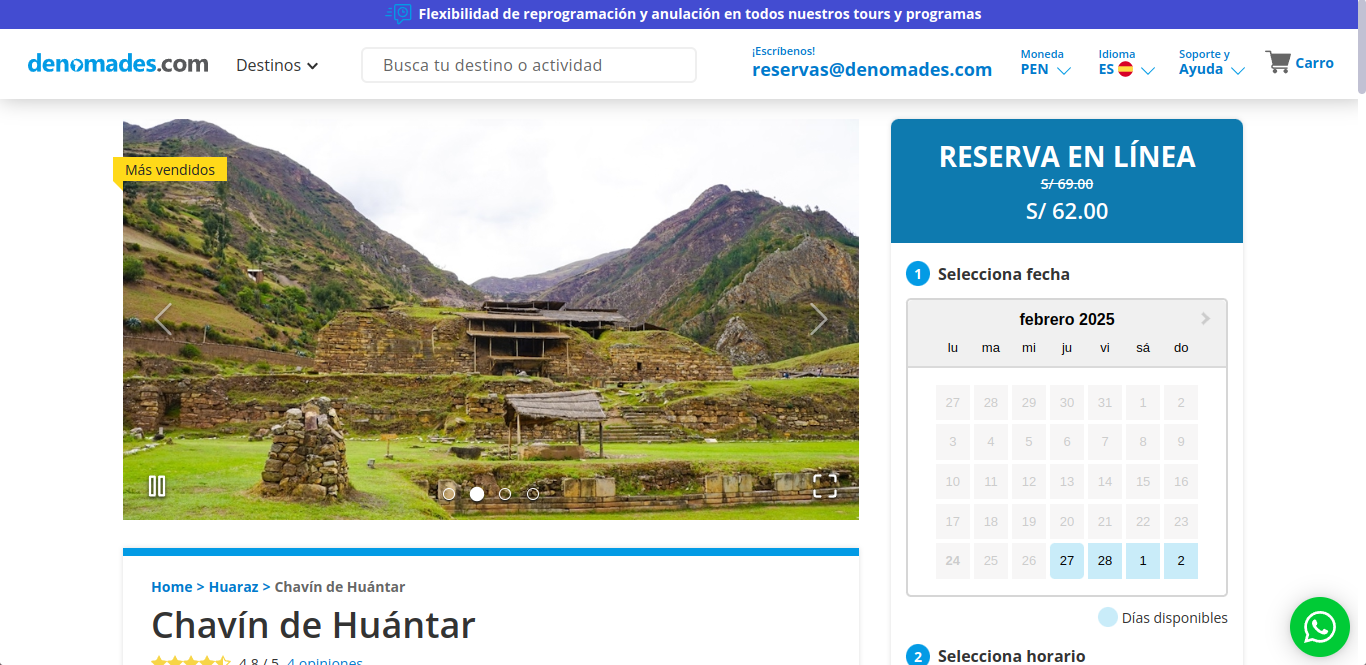 Flexibilidad de reprogramación y anulación en todos nuestros tours y programas
denomades.com
Destinos
Busca tu destino o actividad
¡Escríbenos!
reservas@denomades.com
Moneda
PEN
Idioma
ES
Soporte y
Ayuda
Carro
Más vendidos
Home > Huaraz > Chavín de Huántar
Chavín de Huántar
4.8 / 5 4 opiniones
RESERVA EN LÍNEA
S/ 69.00
S/ 62.00
1 Selecciona fecha
febrero 2025
lu ma mi ju vi sá do
27 28 29 30 31 1 2
3 4 5 6 7 8 9
10 11 12 13 14 15 16
17 18 19 20 21 22 23
24 25 26 27 28 1 2
Días disponibles
2 Selecciona horario